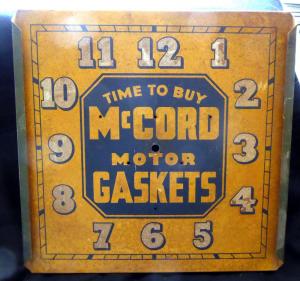 11 12 1
10 2
TIME TO BUY
McCORD
9 3
MOTOR
GASKETS
8 4
7 6 5